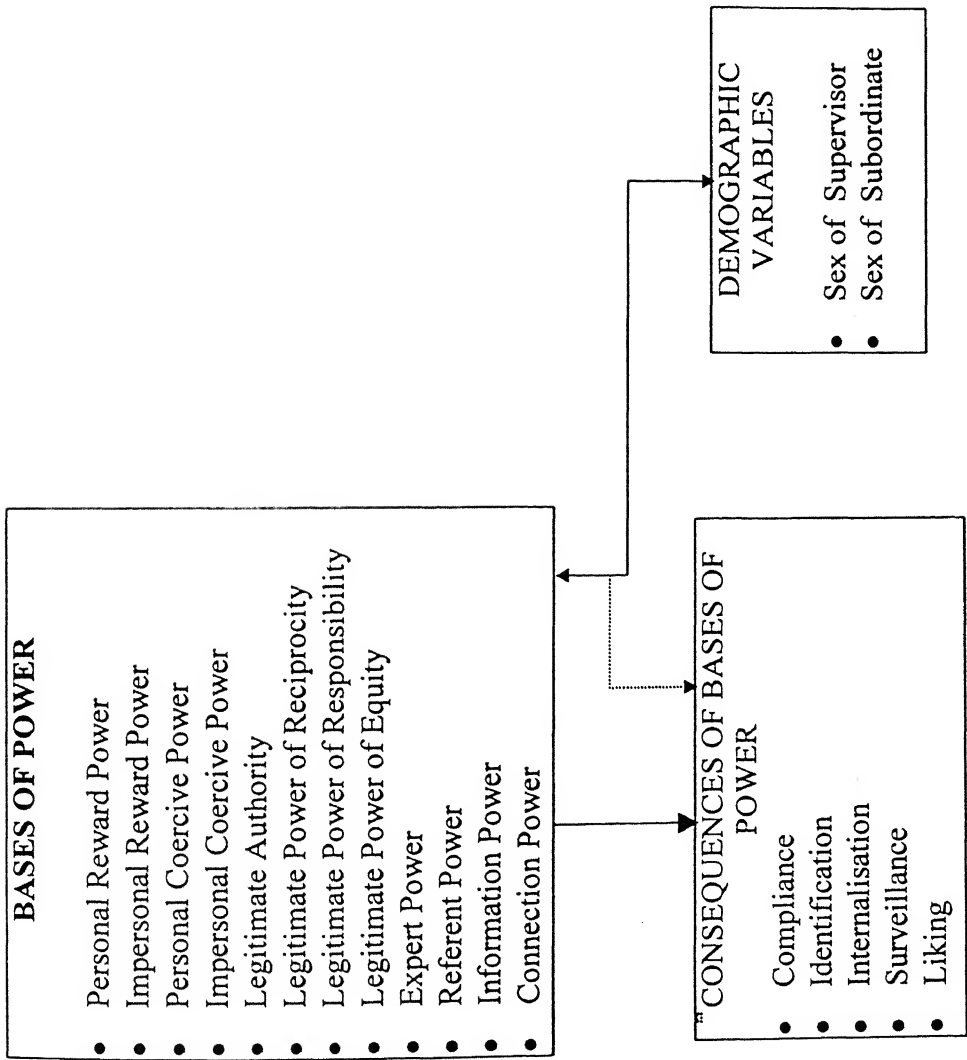 BASES OF POWER
• Personal Reward Power
• Impersonal Reward Power
• Personal Coercive Power
• Impersonal Coercive Power
• Legitimate Authority
• Legitimate Power of Reciprocity
• Legitimate Power of Responsibility
• Legitimate Power of Equity
• Expert Power
• Referent Power
• Information Power
• Connection Power
CONSEQUENCES OF BASES OF
POWER
• Compliance
• Identification
• Internalisation
• Surveillance
• Liking
DEMOGRAPHIC
VARIABLES
• Sex of Supervisor
• Sex of Subordinate